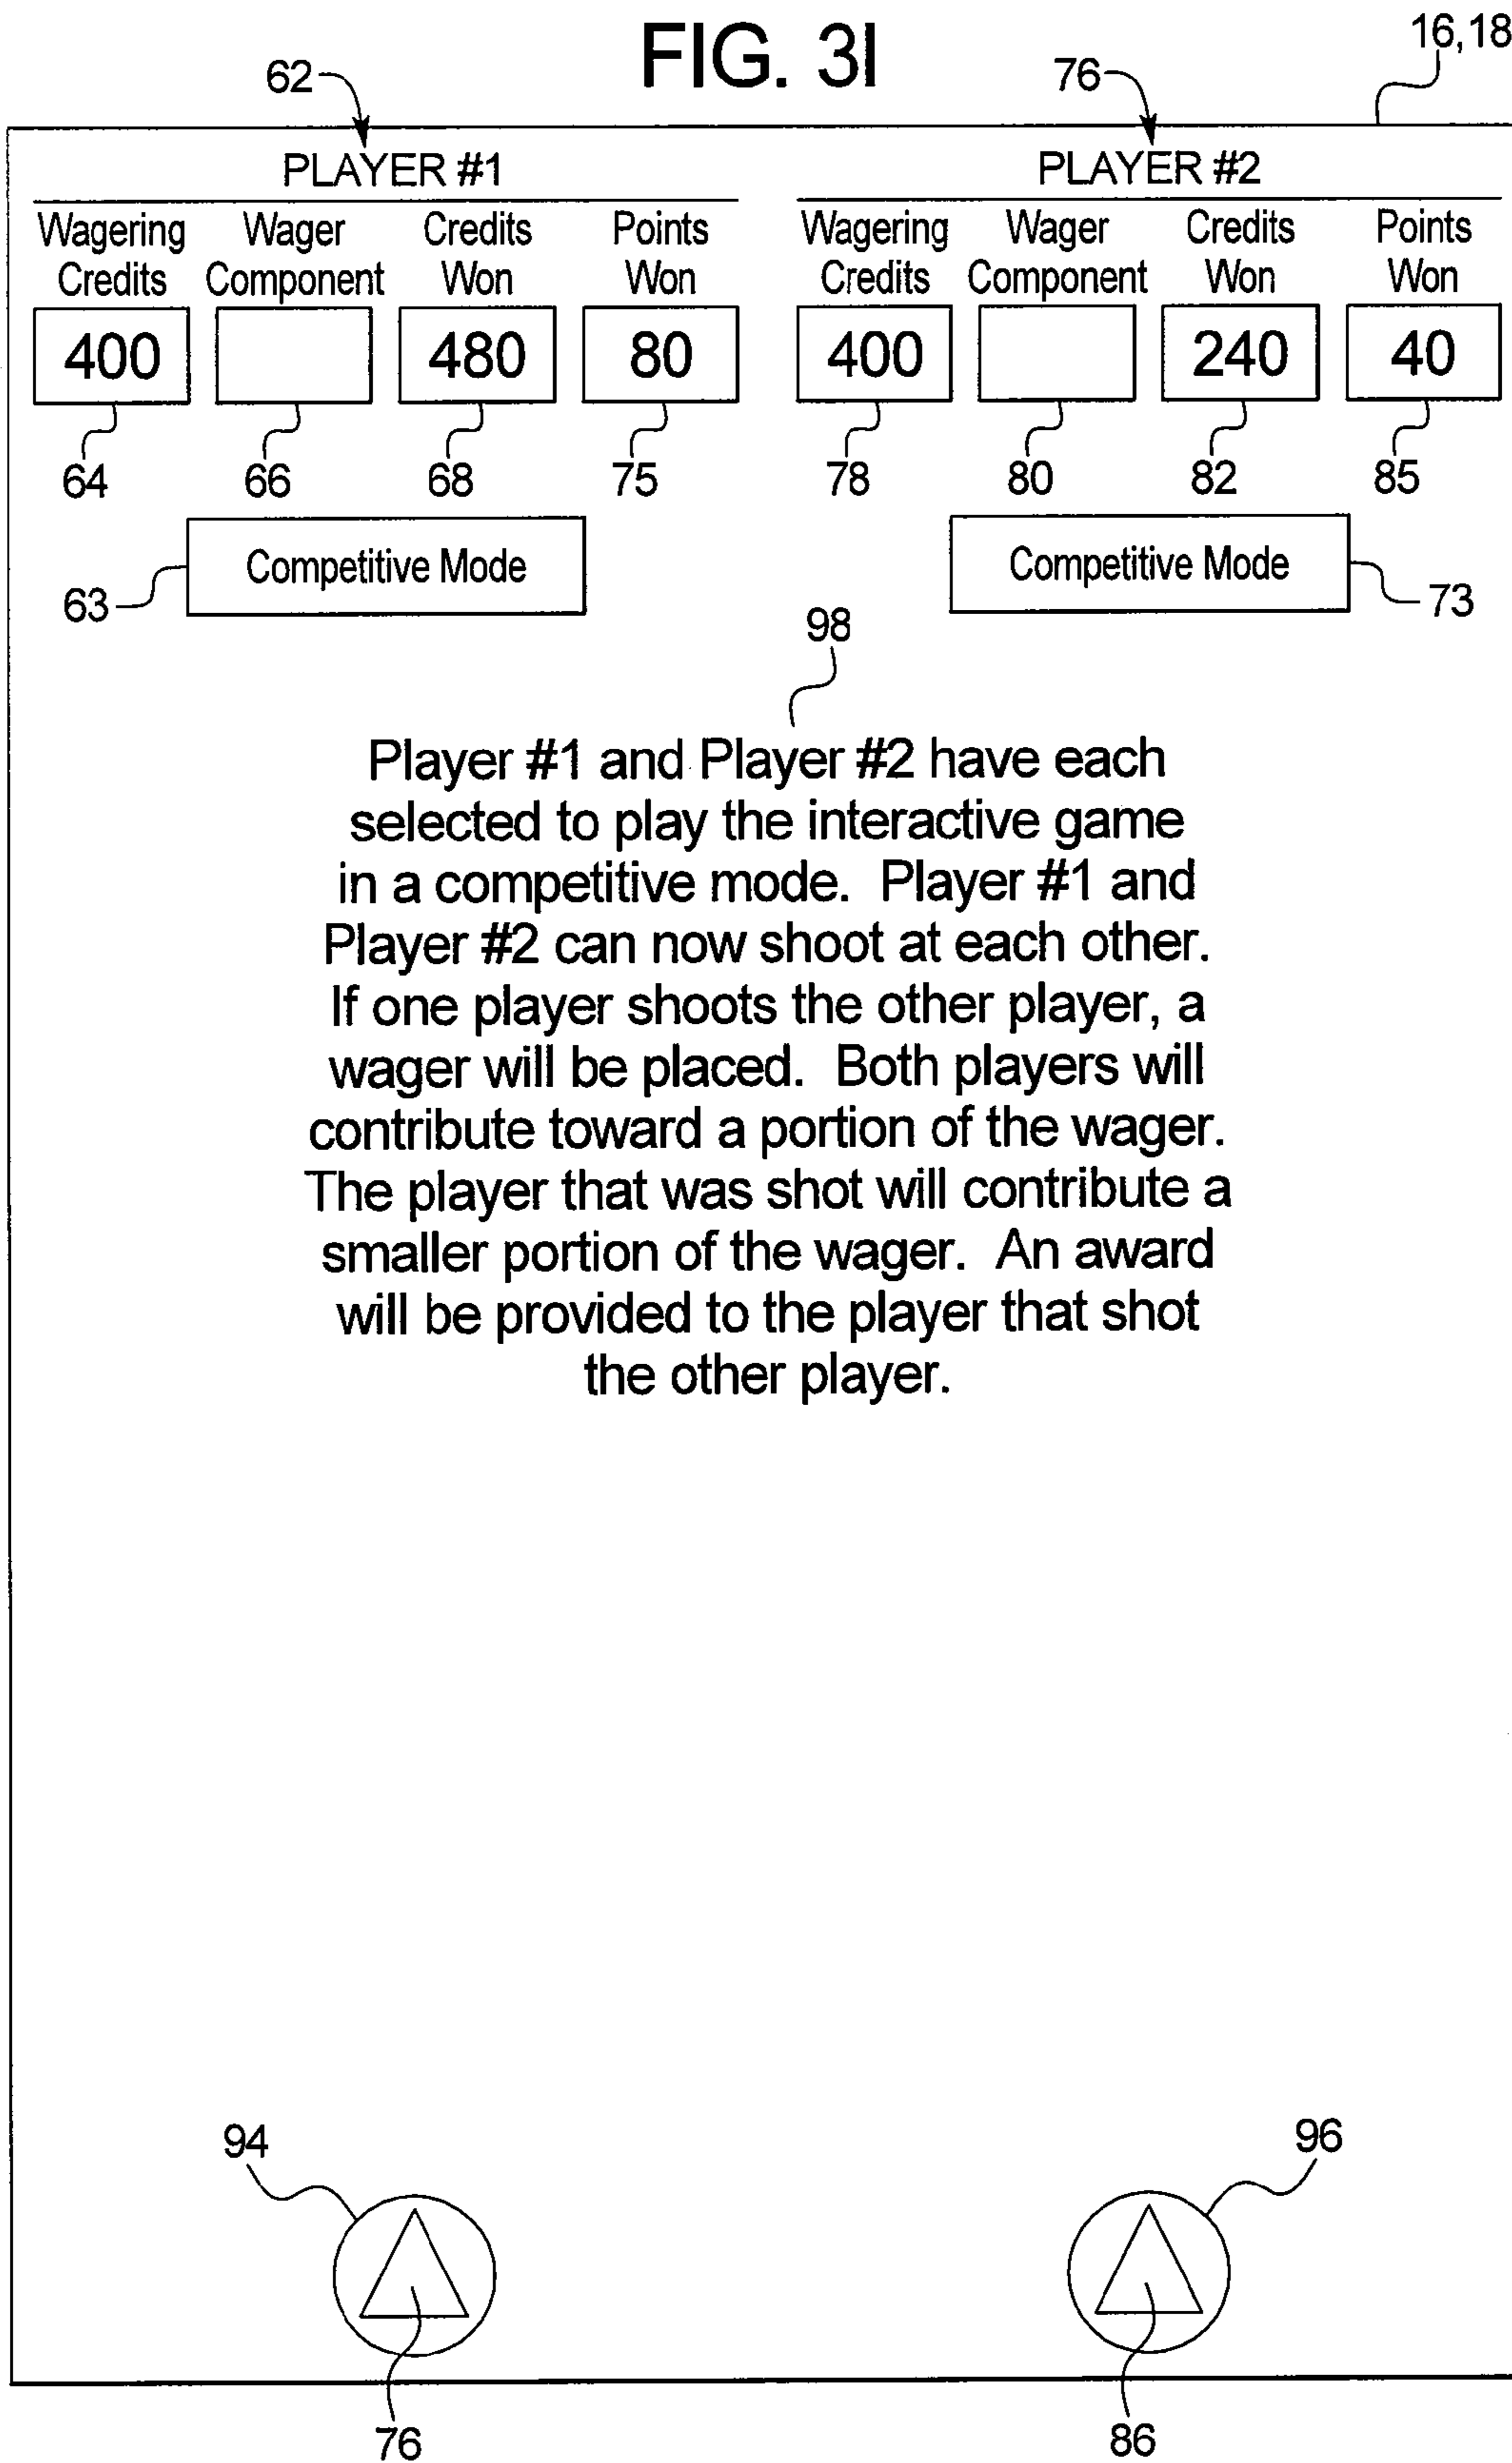 FIG. 3I
16,18
62
76
PLAYER #1
PLAYER #2
Wagering Wager Credits Points Wagering Wager Credits Points
Credits Component Won Won Credits Component Won Won
400 480 80 400 240 40
64 66 68 75 78 80 82 85
Competitive Mode
Competitive Mode
63
73
98
Player #1 and Player #2 have each
selected to play the interactive game
in a competitive mode. Player #1 and
Player #2 can now shoot at each other.
If one player shoots the other player, a
wager will be placed. Both players will
contribute toward a portion of the wager.
The player that was shot will contribute a
smaller portion of the wager. An award
will be provided to the player that shot
the other player.
94
96
76
86